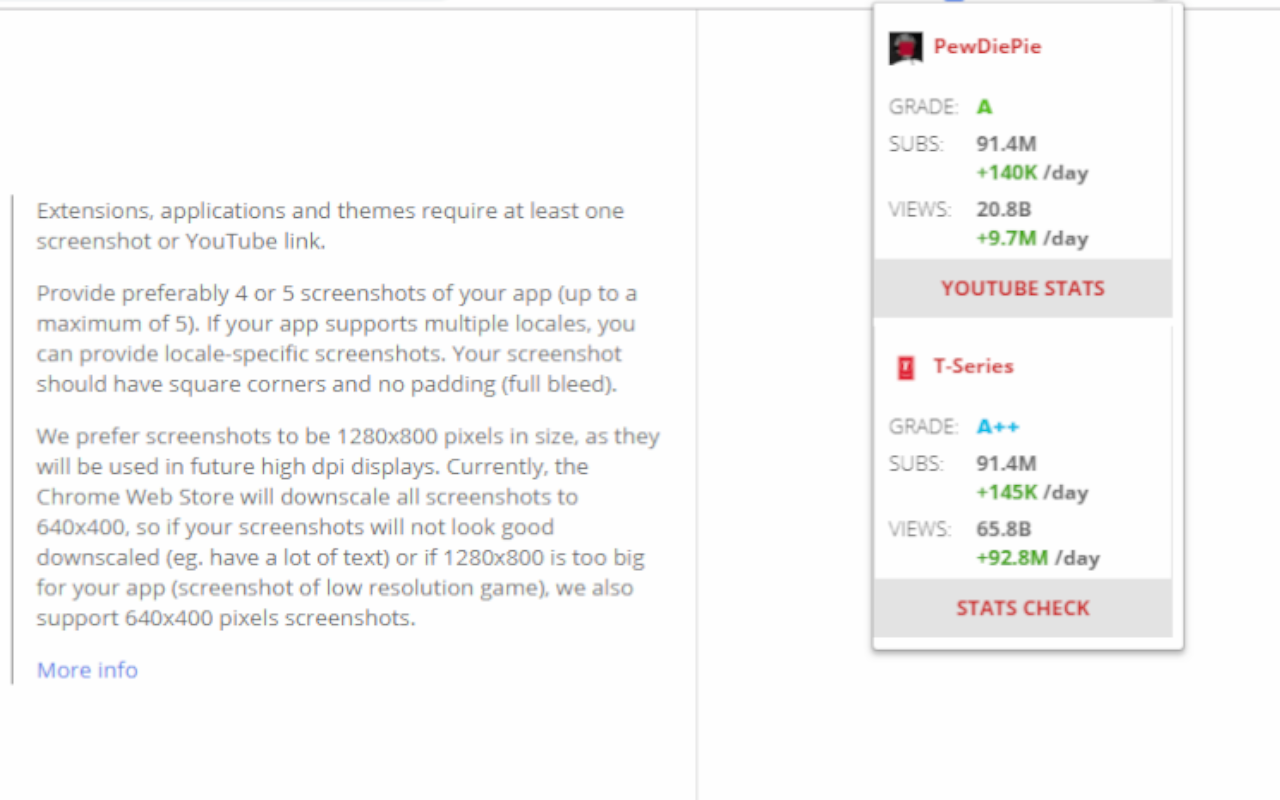 Extensions, applications and themes require at least one
screenshot or YouTube link.
Provide preferably 4 or 5 screenshots of your app (up to a
maximum of 5). If your app supports multiple locales, you
can provide locale-specific screenshots. Your screenshot
should have square corners and no padding (full bleed).
We prefer screenshots to be 1280x800 pixels in size, as they
will be used in future high dpi displays. Currently, the
Chrome Web Store will downscale all screenshots to
640x400, so if your screenshots will not look good
downscaled (eg. have a lot of text) or if 1280x800 is too big
for your app (screenshot of low resolution game), we also
support 640x400 pixels screenshots.
More info
PewDiePie
GRADE: A
SUBS: 91.4M
+140K /day
VIEWS: 20.8B
+9.7M /day
YOUTUBE STATS
T-Series
GRADE: A++
SUBS: 91.4M
+145K /day
VIEWS: 65.8B
+92.8M /day
STATS CHECK